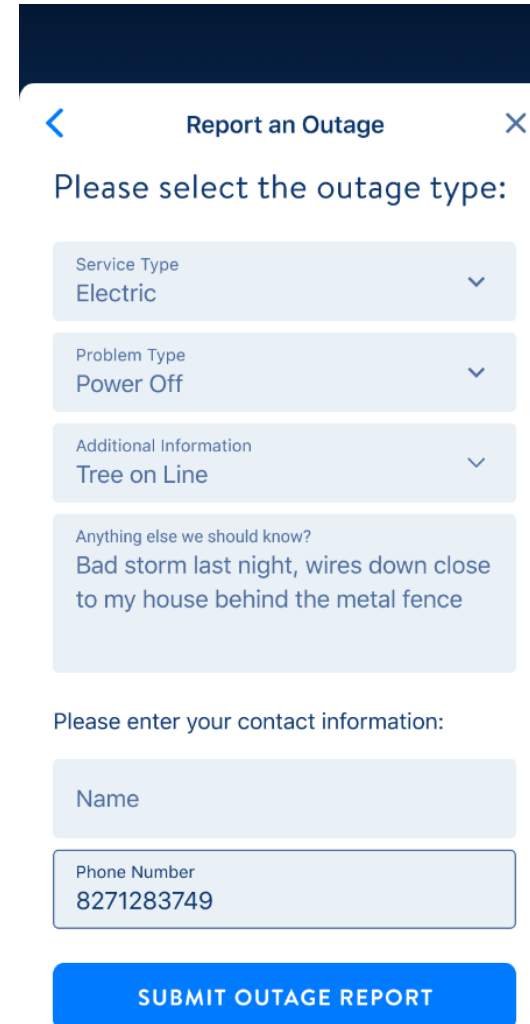 Report an Outage
Please select the outage type:
Service Type
Electric
Problem Type
Power Off
Additional Information
Tree on Line
Anything else we should know?
Bad storm last night, wires down close
to my house behind the metal fence
Please enter your contact information:
Name
Phone Number
8271283749
SUBMIT OUTAGE REPORT